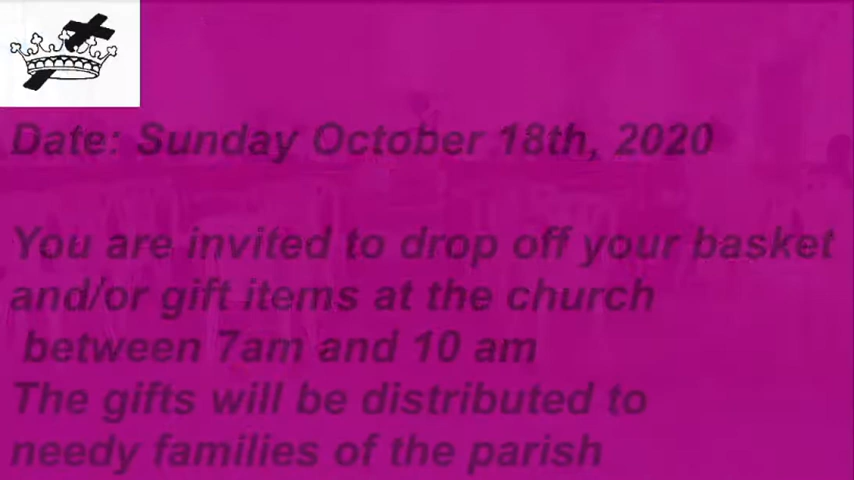 Date: Sunday October 18th, 2020
You are invited to drop off your basket
and/or gift items at the church
between 7am and 10 am
The gifts will be distributed to
needy families of the parish